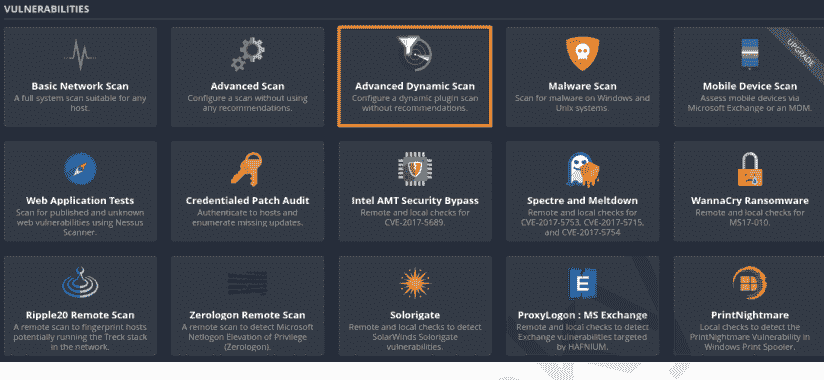 VULNERABILITIES
UPGRADE
Basic Network Scan
A full system scan suitable for any
host.
Advanced Scan
Configure a scan without using
any recommendations.
Advanced Dynamic Scan
Configure a dynamic plugin scan
without recommendations.
Malware Scan
Scan for malware on Windows and
Unix systems.
Mobile Device Scan
Assess mobile devices via
Microsoft Exchange or an MDM.
Web Application Tests
Scan for published and unknown
web vulnerabilities using Nessus
Scanner.
Credentialed Patch Audit
Authenticate to hosts and
enumerate missing updates.
Intel AMT Security Bypass
Remote and local checks for
CVE-2017-5689.
Spectre and Meltdown
Remote and local checks for
CVE-2017-5753, CVE-2017-5715,
and CVE-2017-5754
WannaCry Ransomware
Remote and local checks for
MS17-010.
Ripple20 Remote Scan
A remote scan to fingerprint hosts
potentially running the Treck stack
in the network.
Zerologon Remote Scan
A remote scan to detect Microsoft
Netlogon Elevation of Privilege
(Zerologon).
Solorigate
Remote and local checks to detect
SolarWinds Solorigate
vulnerabilities.
E
ProxyLogon : MS Exchange
Remote and local checks to detect
Exchange vulnerabilities targeted
by HAFNIUM.
PrintNightmare
Local checks to detect the
PrintNightmare Vulnerability in
Windows Print Spooler.